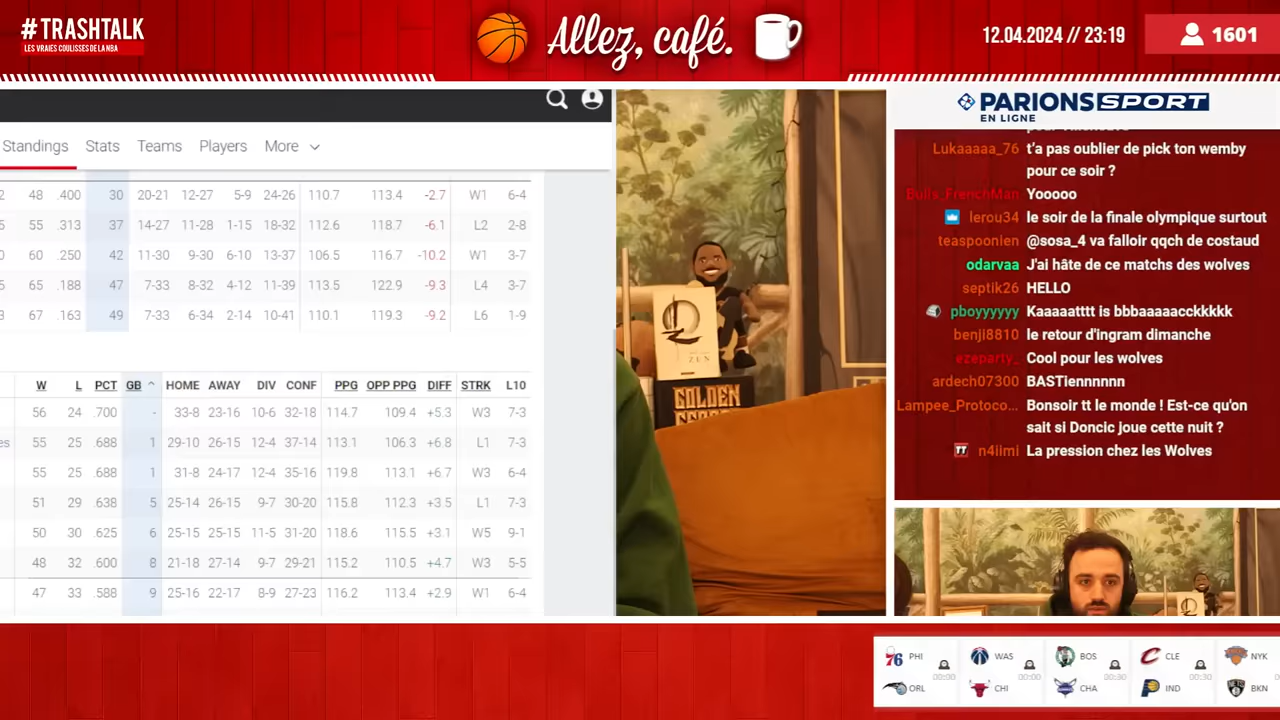 #TRASHTALK
LES VRAIES COULISSES DE LA NBA
Allez, café.
12.04.2024 // 23:19
1601
Standings Stats Teams Players More
2 48 .400 30 20-21 12-27 5-9 24-26 110.7 113.4 -2.7 W1 6-4
5 55 .313 37 14-27 11-28 1-15 18-32 112.6 118.7 -6.1 L2 2-8
0 60 .250 42 11-30 9-30 6-10 13-37 106.5 116.7 -10.2 W1 3-7
5 65 .188 47 7-33 8-32 4-12 11-39 113.5 122.9 -9.3 L4 3-7
3 67 .163 49 7-33 6-34 2-14 10-41 110.1 119.3 -9.2 L6 1-9
W L PCT GB HOME AWAY DIV CONF PPG OPP PPG DIFF STRK L10
56 24 .700 - 33-8 23-16 10-6 32-18 114.7 109.4 +5.3 W3 7-3
es 55 25 .688 1 29-10 26-15 12-4 37-14 113.1 106.3 +6.8 L1 7-3
55 25 .688 1 31-8 24-17 12-4 35-16 119.8 113.1 +6.7 W3 6-4
51 29 .638 5 25-14 26-15 9-7 30-20 115.8 112.3 +3.5 L1 7-3
50 30 .625 6 25-15 25-15 11-5 31-20 118.6 115.5 +3.1 W5 9-1
48 32 .600 8 21-18 27-14 9-7 29-21 115.2 110.5 +4.7 W3 5-5
47 33 .588 9 25-16 22-17 8-9 27-23 116.2 113.4 +2.9 W1 6-4
GOLDEN
PARIONS SPORT
EN LIGNE
Lukaaaaa_76 t'a pas oublier de pick ton wemby
pour ce soir ?
Bulls_FrenchMan Yooooo
lerou34 le soir de la finale olympique surtout
teaspoonien @sosa_4 va falloir qqch de costaud
odarvaa J'ai hâte de ce matchs des wolves
septik26 HELLO
pboyyyyyy Kaaaaatttt is bbbaaaaacckkkkk
benji8810 le retour d'ingram dimanche
ezeparty_ Cool pour les wolves
ardech07300 BASTiennnnnn
Lampee_Protoco... Bonsoir tt le monde ! Est-ce qu'on
sait si Doncic joue cette nuit ?
n4iimi La pression chez les Wolves
PHI WAS BOS CLE NYK
00:00 00:00 00:30 00:30
ORL CHI CHA IND BKN